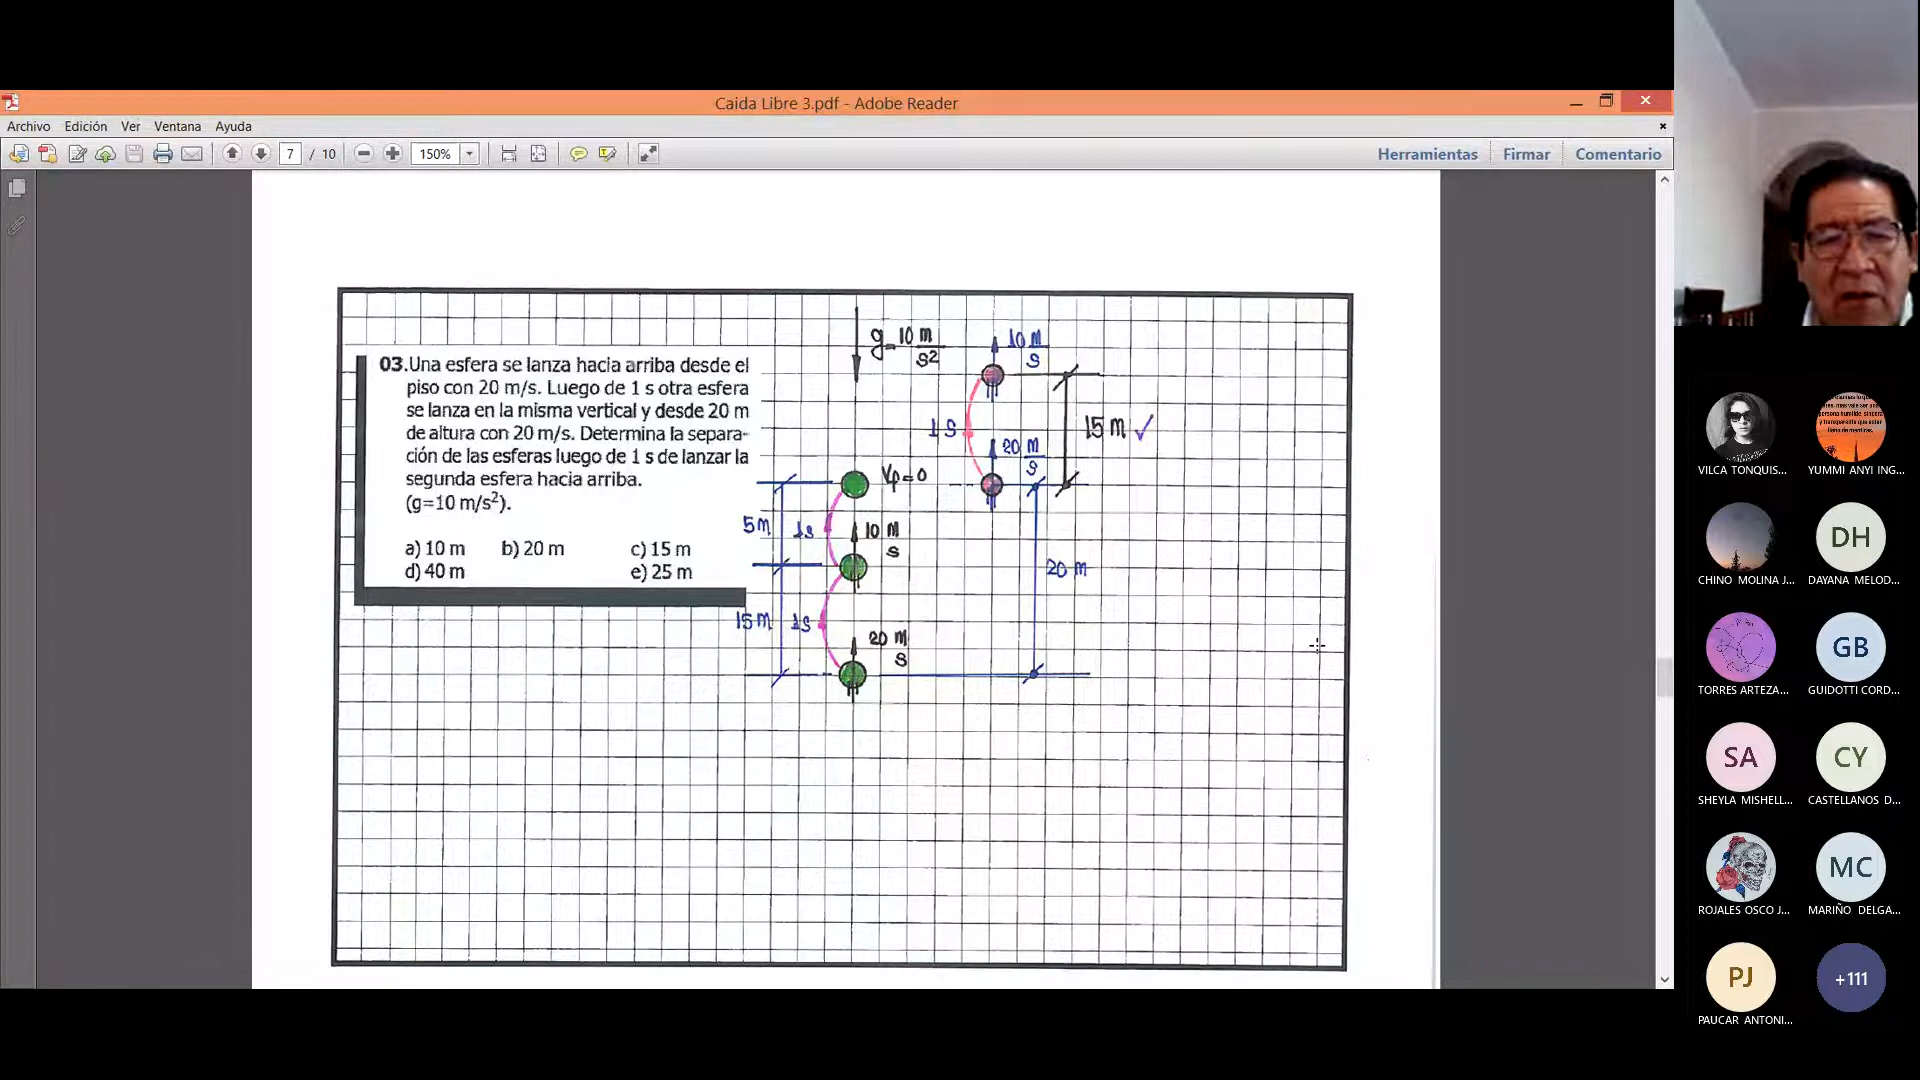 Caida Libre 3.pdf - Adobe Reader
Archivo Edición Ver Ventana Ayuda
7 / 10 150% Herramientas Firmar Comentario
03.Una esfera se lanza hacia arriba desde el
piso con 20 m/s. Luego de 1 s otra esfera
se lanza en la misma vertical y desde 20 m
de altura con 20 m/s. Determina la separa-
ción de las esferas luego de 1 s de lanzar la
segunda esfera hacia arriba.
(g=10 m/s²).
a) 10 m b) 20 m c) 15 m
d) 40 m e) 25 m
g=10 m/s²
10 m/s
1s
15 m ✓
20 m/s
Vf=0
5m
1s
10 m/s
20 m
15 m
1s
20 m/s
VILCA TONQUIS...
YUMMI ANYI ING...
CHINO MOLINA J...
DH
DAYANA MELOD...
TORRES ARTEZA...
GB
GUIDOTTI CORD...
SA
SHEYLA MISHELL...
CY
CASTELLANOS D...
ROJALES OSCO J...
MC
MARIÑO DELGA...
PJ
PAUCAR ANTONI...
+111